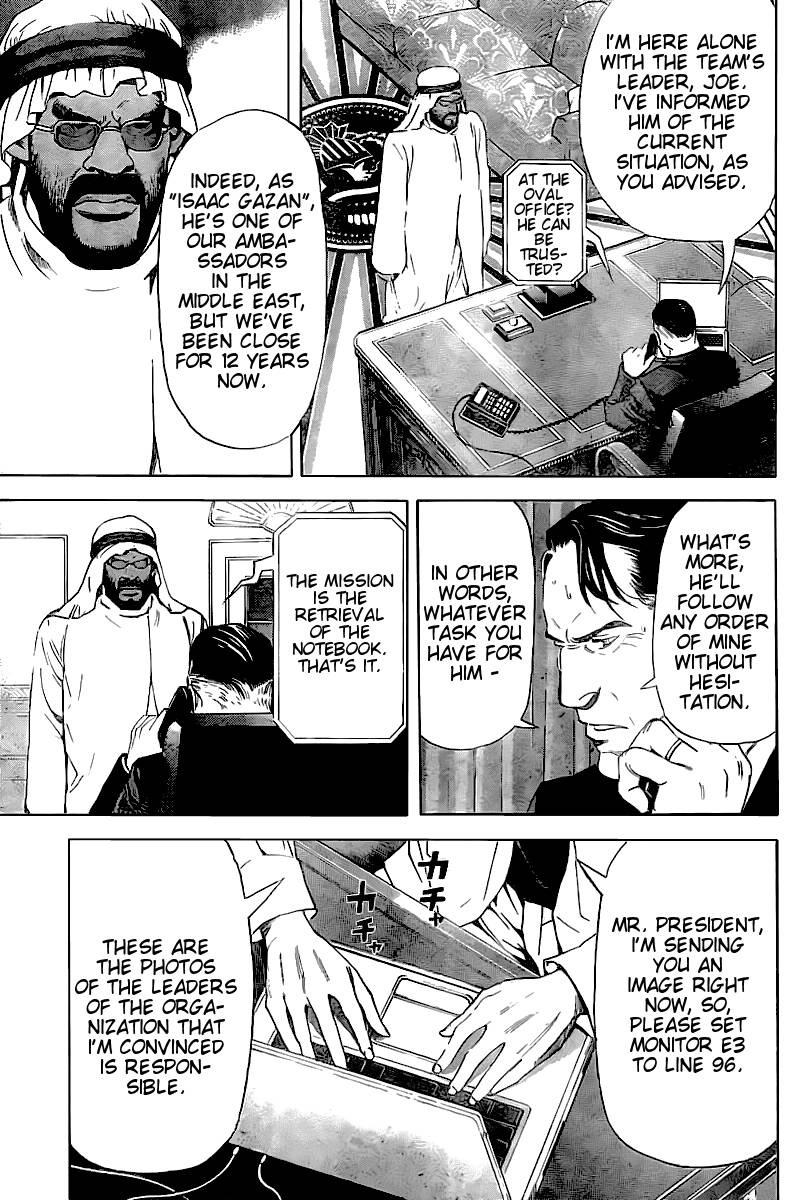 I'M HERE ALONE
WITH THE TEAM'S
LEADER, JOE.
I'VE INFORMED
HIM OF THE
CURRENT
SITUATION, AS
YOU ADVISED.
AT THE
OVAL
OFFICE?
HE CAN
BE
TRUS-
TED?
INDEED, AS
"ISAAC GAZAN",
HE'S ONE OF
OUR AMBA-
SSADORS
IN THE
MIDDLE EAST,
BUT WE'VE
BEEN CLOSE
FOR 12 YEARS
NOW.
WHAT'S
MORE,
HE'LL
FOLLOW
ANY ORDER
OF MINE
WITHOUT
HESI-
TATION.
IN OTHER
WORDS,
WHATEVER
TASK YOU
HAVE FOR
HIM -
THE MISSION
IS THE
RETRIEVAL
OF THE
NOTEBOOK.
THAT'S IT.
MR. PRESIDENT,
I'M SENDING
YOU AN
IMAGE RIGHT
NOW, SO,
PLEASE SET
MONITOR E3
TO LINE 96.
カチャ
カチャ
THESE ARE
THE PHOTOS
OF THE LEADERS
OF THE ORGA-
NIZATION THAT
I'M CONVINCED
IS RESPON-
SIBLE.